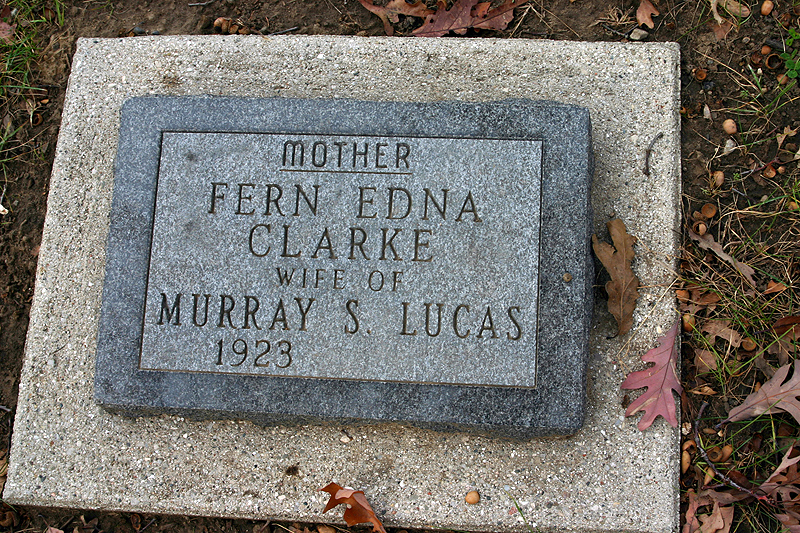 MOTHER
FERN EDNA
CLARKE
WIFE OF
MURRAY S. LUCAS
1923